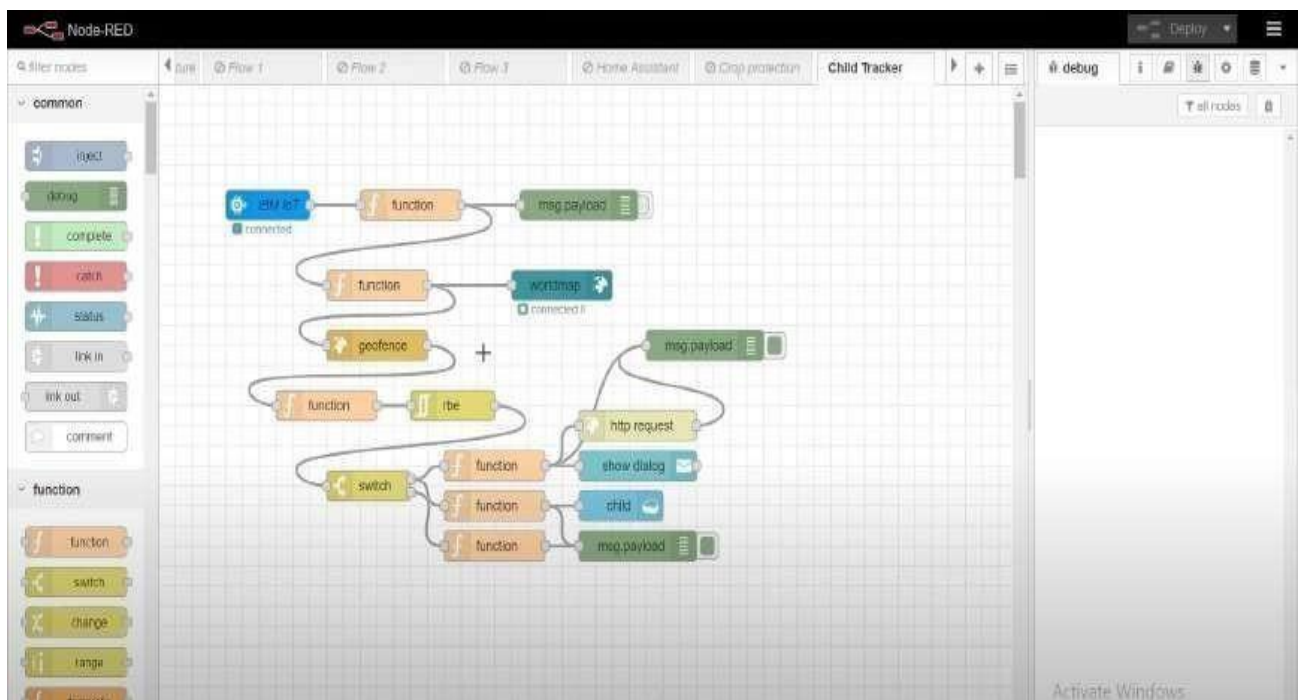 Node-RED
Deploy
filter nodes
Flow 1
Flow 2
Flow 3
Home Assistant
Crop protection
Child Tracker
debug
i
all nodes
common
inject
debug
complete
catch
status
link in
link out
comment
function
function
switch
change
range
IBM IoT
connected
function
msg.payload
function
worldmap
geofence
msg.payload
function
rbe
http request
switch
function
show dialog
function
child
function
msg.payload
Activate Windows